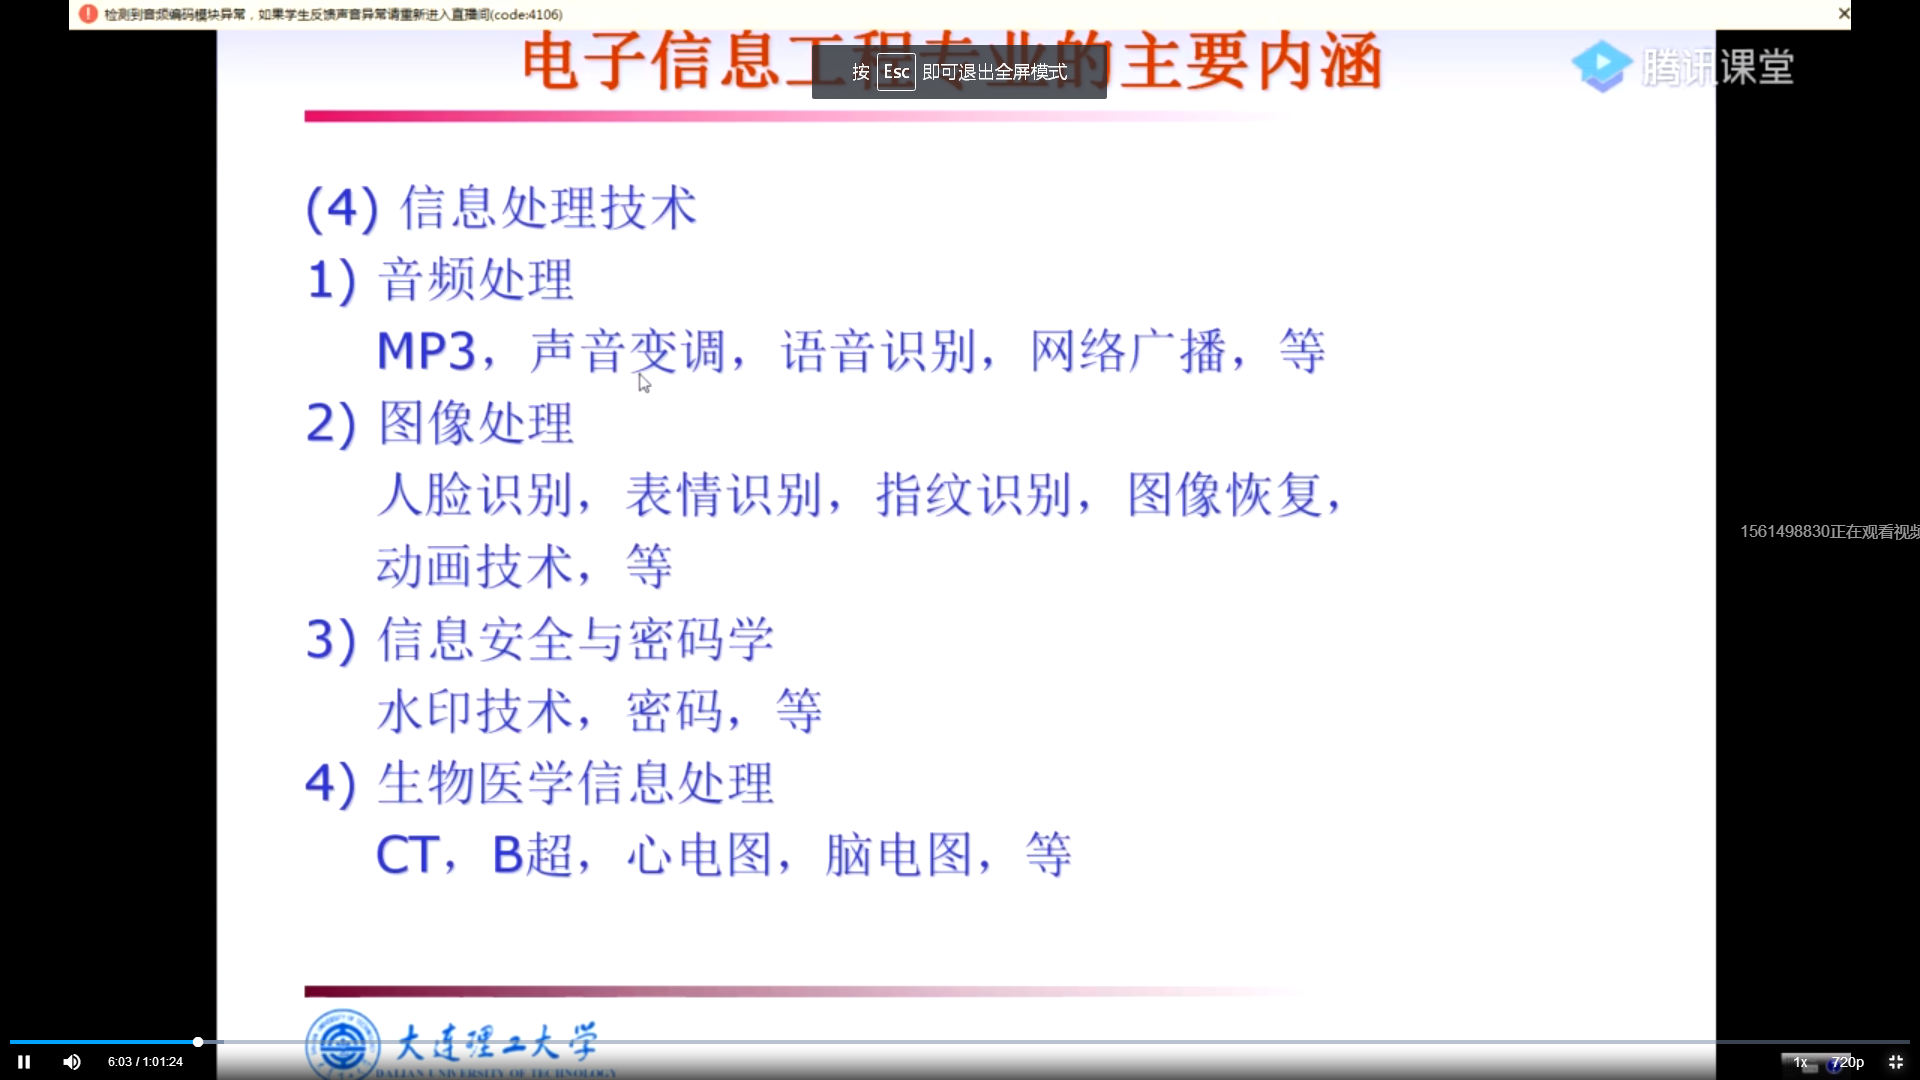 检测到音频编码模块异常，如果学生反馈声音异常请重新进入直播间(code:4106)
电子信息工程专业的主要内涵
按 Esc 即可退出全屏模式
腾讯课堂
(4) 信息处理技术
1) 音频处理
MP3，声音变调，语音识别，网络广播，等
2) 图像处理
人脸识别，表情识别，指纹识别，图像恢复，
动画技术，等
1561498830正在观看视频
3) 信息安全与密码学
水印技术，密码，等
4) 生物医学信息处理
CT，B超，心电图，脑电图，等
大连理工大学
DALIAN UNIVERSITY OF TECHNOLOGY
6:03 / 1:01:24
1x 720p